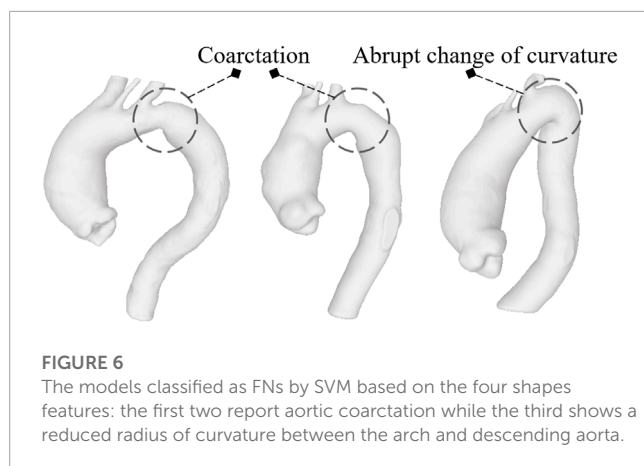 Coarctation
Abrupt change of curvature
FIGURE 6
The models classified as FNs by SVM based on the four shapes
features: the first two report aortic coarctation while the third shows a
reduced radius of curvature between the arch and descending aorta.